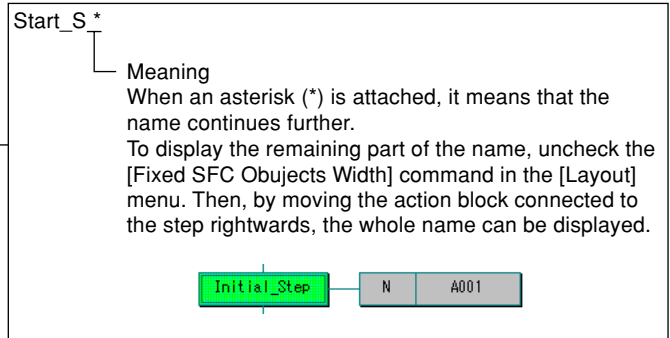 Start_S_*
Meaning
When an asterisk (*) is attached, it means that the
name continues further.
To display the remaining part of the name, uncheck the
[Fixed SFC Obujects Width] command in the [Layout]
menu. Then, by moving the action block connected to
the step rightwards, the whole name can be displayed.
Initial_Step N A001